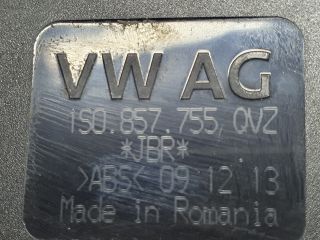 VW AG
1S0.857.755 QVZ
*JBR*
>ABS< 09.12.13
Made in Romania